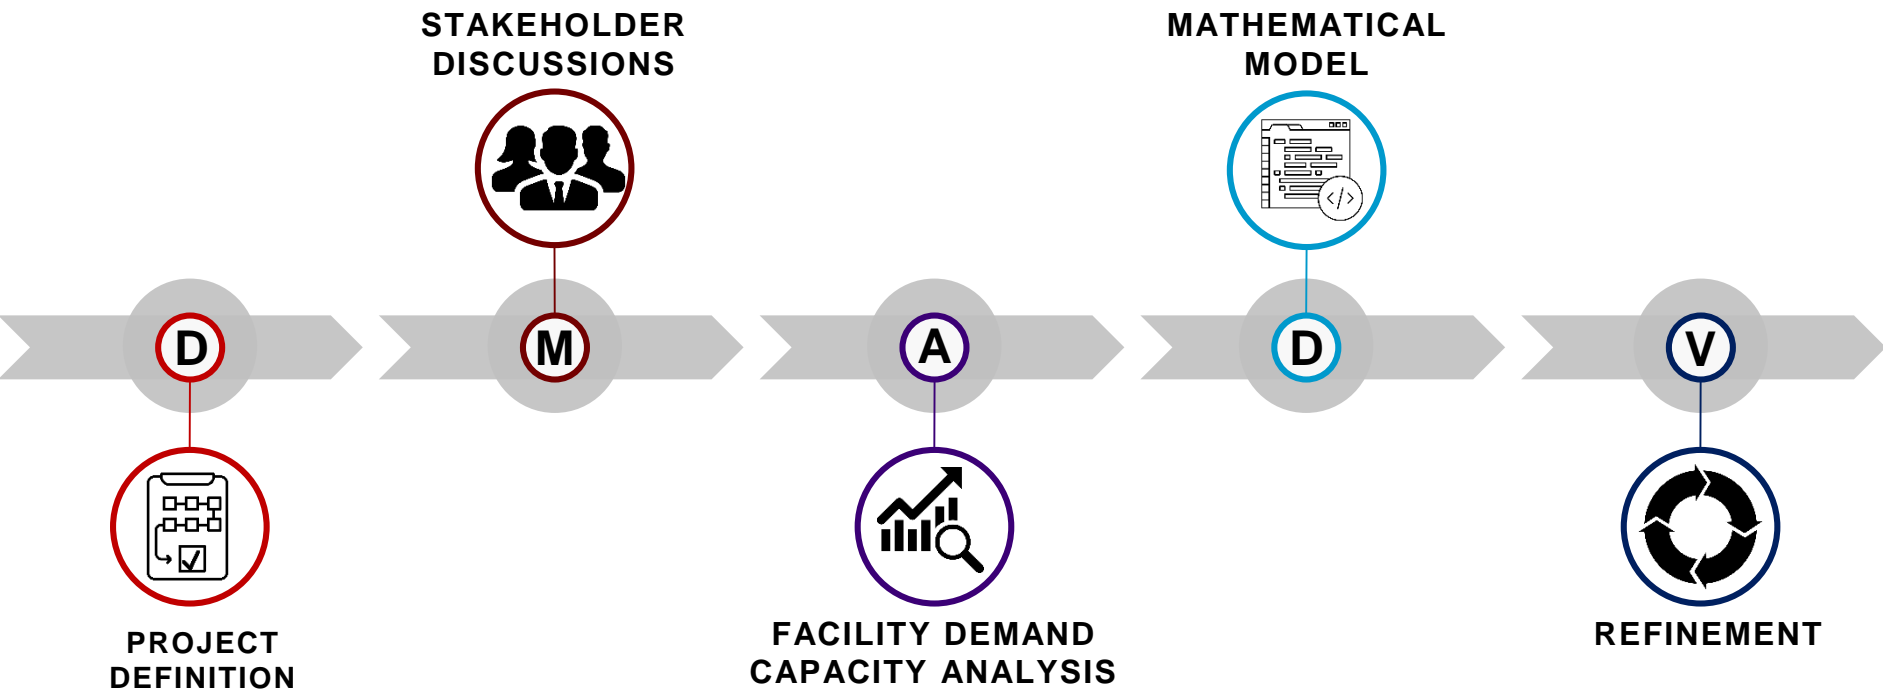 STAKEHOLDER
DISCUSSIONS
MATHEMATICAL
MODEL
</>
D
M
A
D
V
PROJECT
DEFINITION
FACILITY DEMAND
CAPACITY ANALYSIS
REFINEMENT